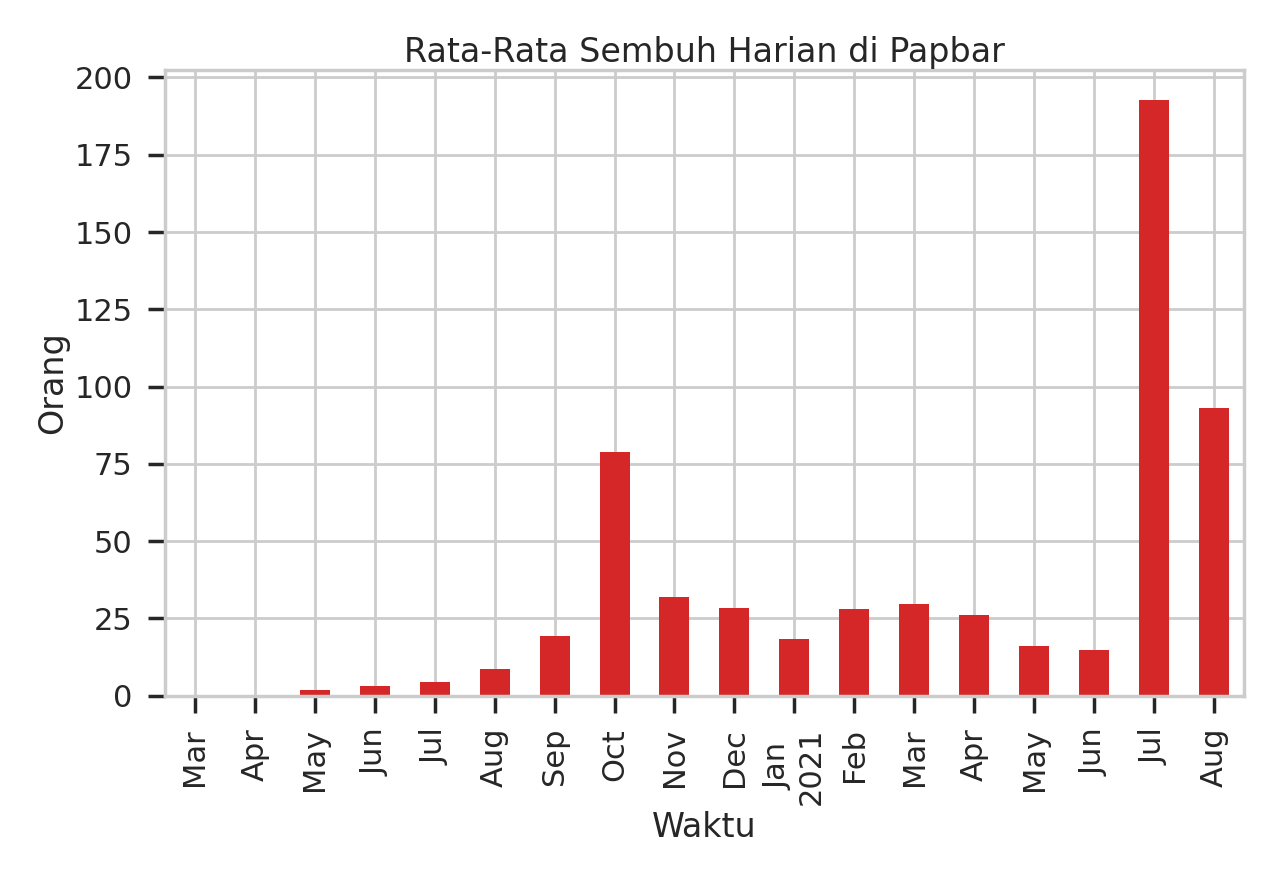 Rata-Rata Sembuh Harian di Papbar
Orang
200
175
150
125
100
75
50
25
0
Mar
Apr
May
Jun
Jul
Aug
Sep
Oct
Nov
Dec
Jan
2021
Feb
Mar
Apr
May
Jun
Jul
Aug
Waktu